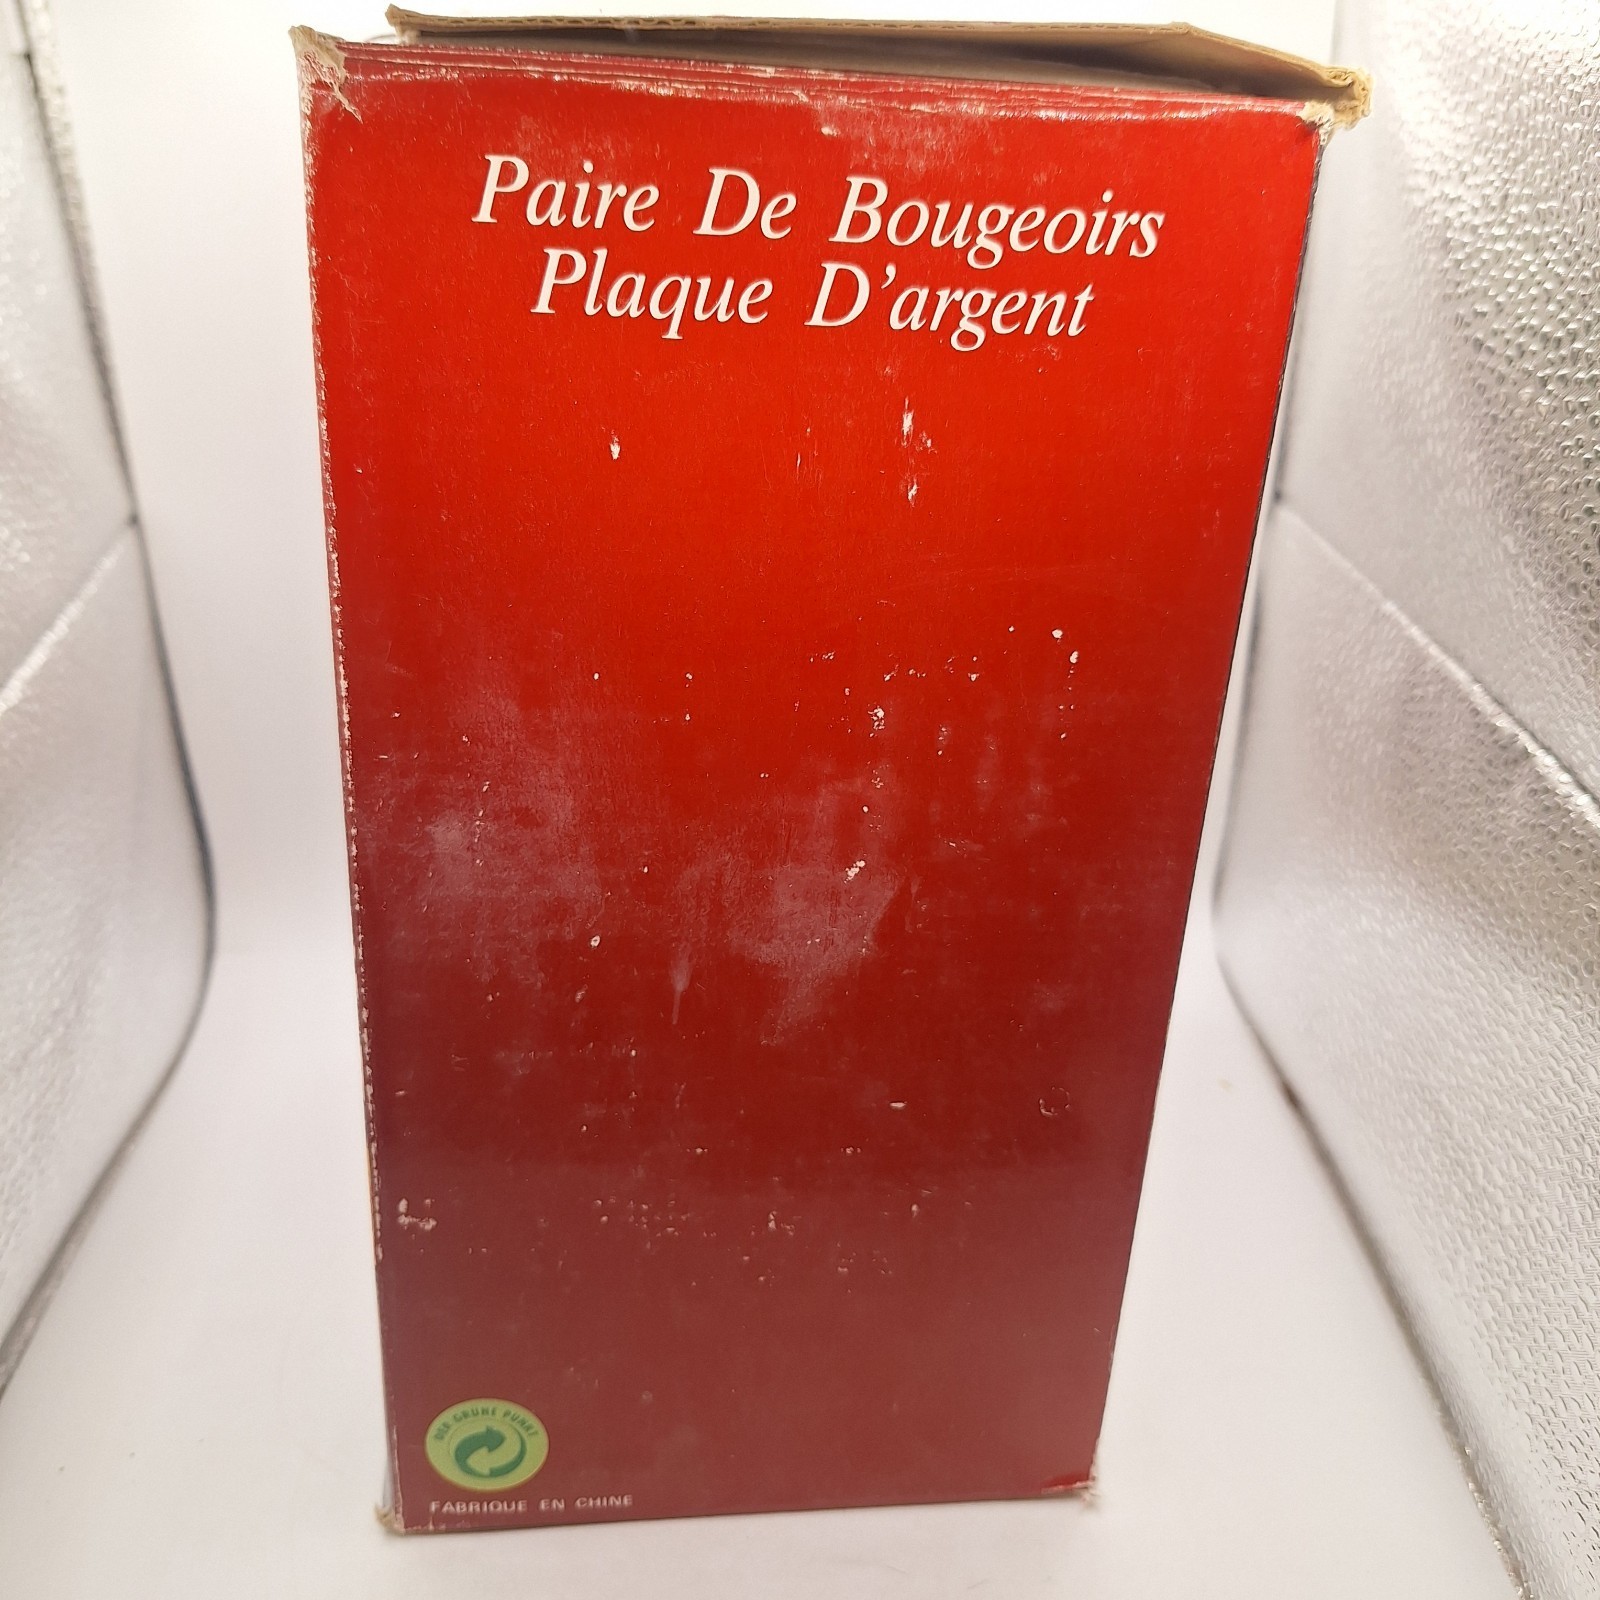 Paire De Bougeoirs
Plaque D'argent
DER GRÜNE PUNKT
FABRIQUE EN CHINE